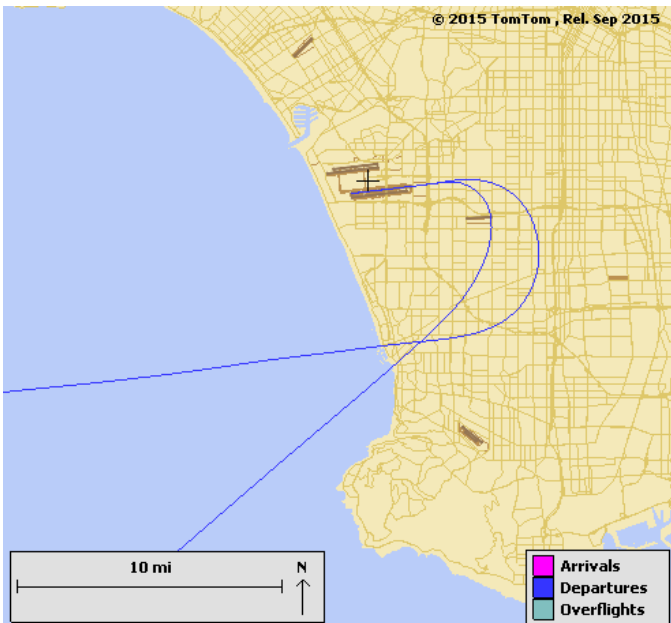 © 2015 TomTom , Rel. Sep 2015
10 mi
N
Arrivals
Departures
Overflights